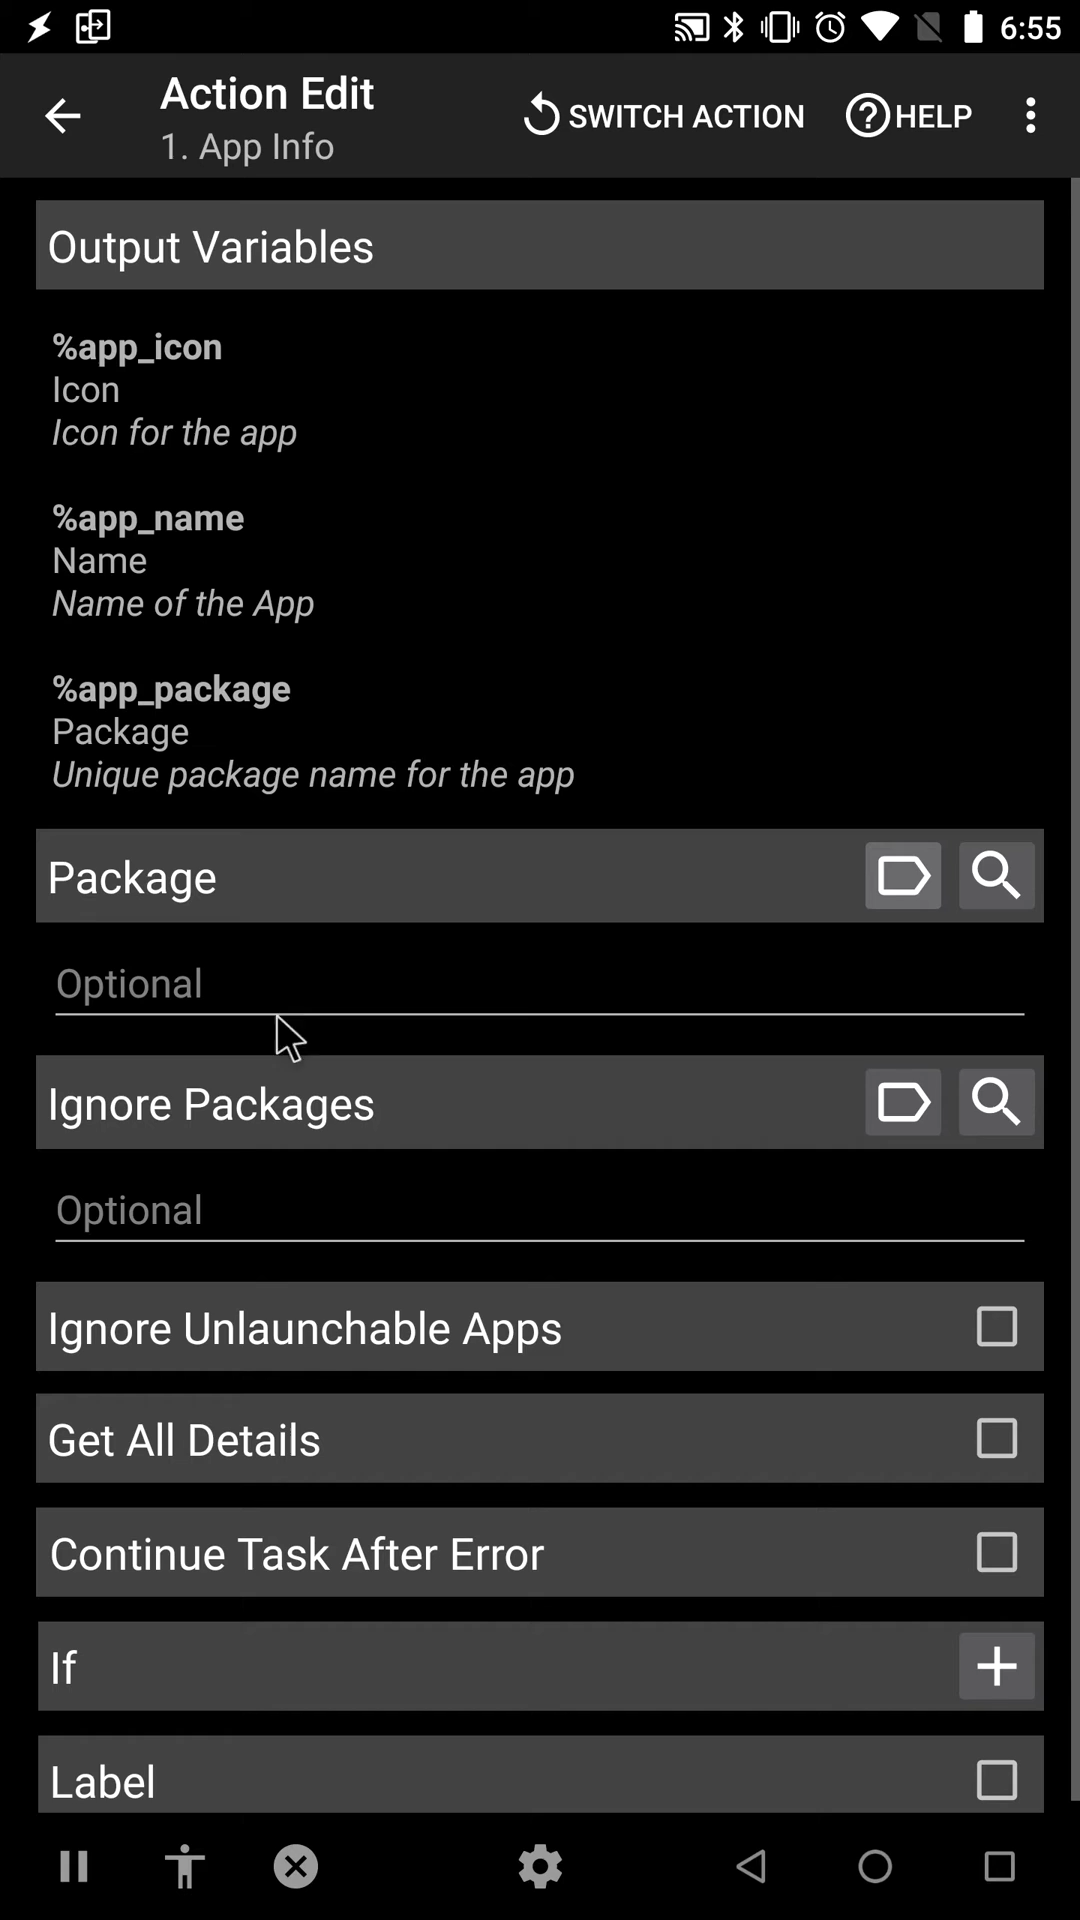 6:55
Action Edit
1. App Info
SWITCH ACTION
HELP
Output Variables
%app_icon
Icon
Icon for the app
%app_name
Name
Name of the App
%app_package
Package
Unique package name for the app
Package
Optional
Ignore Packages
Optional
Ignore Unlaunchable Apps
Get All Details
Continue Task After Error
If
Label